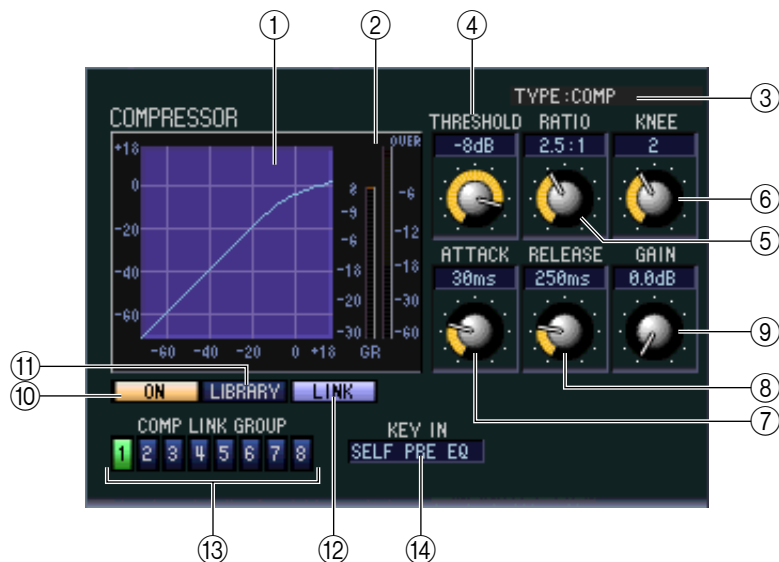 ① ② ④
TYPE:COMP ③
COMPRESSOR THRESHOLD RATIO KNEE
OVER -8dB 2.5:1 2
+18
0 0 -6
-9 ⑥
-20 -6 -12 ⑤
ATTACK RELEASE GAIN
-40 -18 -18 30ms 250ms 0.0dB
-20 -30
-60 -30 -60 ⑨
-60 -40 -20 0 +18 GR
⑧
⑪
⑩ ON LIBRARY LINK ⑦
COMP LINK GROUP KEY IN
1 2 3 4 5 6 7 8 SELF PRE EQ
⑬ ⑫ ⑭